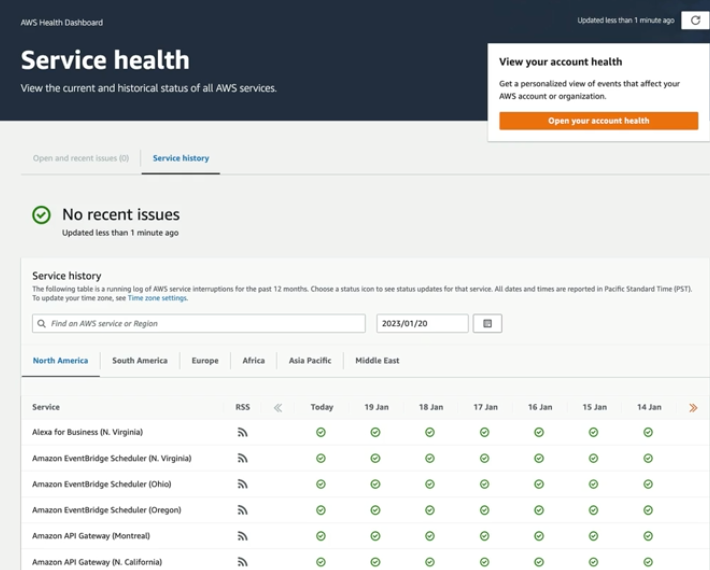 AWS Health Dashboard
Updated less than 1 minute ago
Service health
View the current and historical status of all AWS services.
View your account health
Get a personalized view of events that affect your
AWS account or organization.
Open your account health
Open and recent issues (0)
Service history
No recent issues
Updated less than 1 minute ago
Service history
The following table is a running log of AWS service interruptions for the past 12 months. Choose a status icon to see status updates for that service. All dates and times are reported in Pacific Standard Time (PST).
To update your time zone, see Time zone settings.
Find an AWS service or Region
2023/01/20
North America South America Europe Africa Asia Pacific Middle East
Service RSS Today 19 Jan 18 Jan 17 Jan 16 Jan 15 Jan 14 Jan
Alexa for Business (N. Virginia)
Amazon EventBridge Scheduler (N. Virginia)
Amazon EventBridge Scheduler (Ohio)
Amazon EventBridge Scheduler (Oregon)
Amazon API Gateway (Montreal)
Amazon API Gateway (N. California)